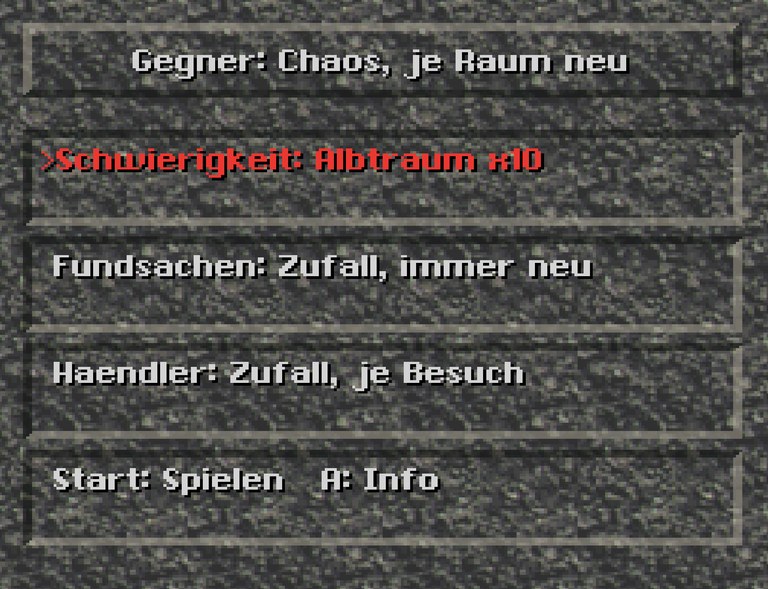 Gegner: Chaos, je Raum neu
>Schwierigkeit: Albtraum x10
Fundsachen: Zufall, immer neu
Haendler: Zufall, je Besuch
Start: Spielen A: Info